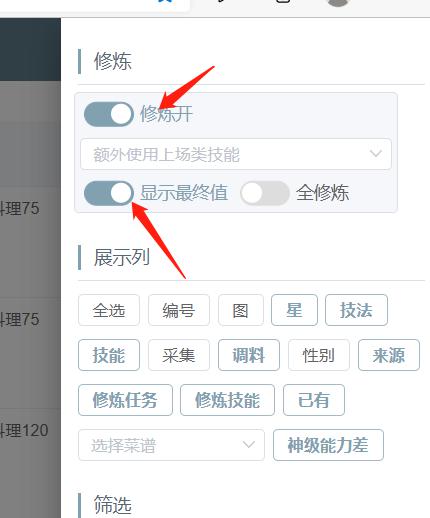 修炼
修炼开
额外使用上场类技能
显示最终值 全修炼
料理75
展示列
全选 编号 图 星 技法
料理75
技能 采集 调料 性别 来源
修炼任务 修炼技能 已有
料理120
选择菜谱 神级能力差
筛选